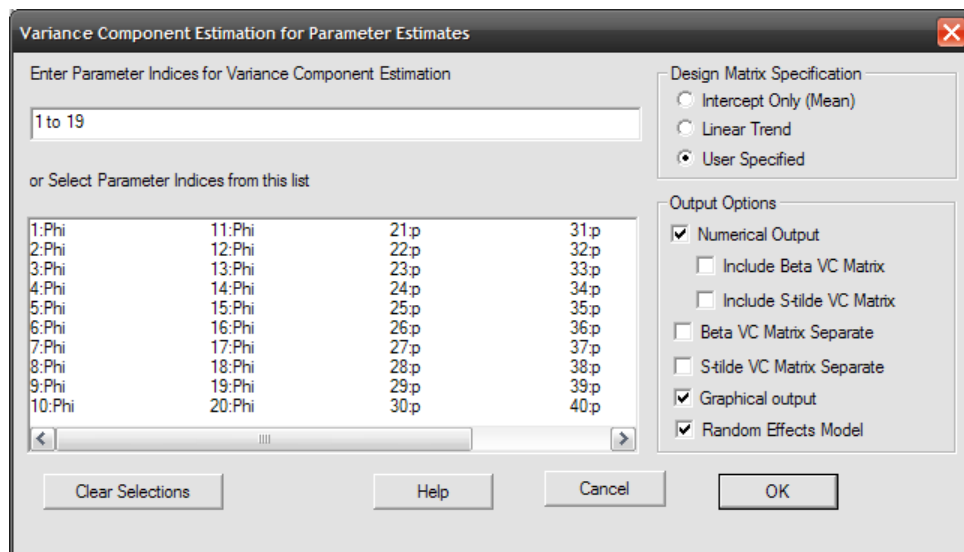 Variance Component Estimation for Parameter Estimates
Enter Parameter Indices for Variance Component Estimation
1 to 19
or Select Parameter Indices from this list
1:Phi 11:Phi 21:p 31:p
2:Phi 12:Phi 22:p 32:p
3:Phi 13:Phi 23:p 33:p
4:Phi 14:Phi 24:p 34:p
5:Phi 15:Phi 25:p 35:p
6:Phi 16:Phi 26:p 36:p
7:Phi 17:Phi 27:p 37:p
8:Phi 18:Phi 28:p 38:p
9:Phi 19:Phi 29:p 39:p
10:Phi 20:Phi 30:p 40:p
Design Matrix Specification
Intercept Only (Mean)
Linear Trend
User Specified
Output Options
Numerical Output
Include Beta VC Matrix
Include S-tilde VC Matrix
Beta VC Matrix Separate
S-tilde VC Matrix Separate
Graphical output
Random Effects Model
Clear Selections
Help
Cancel
OK